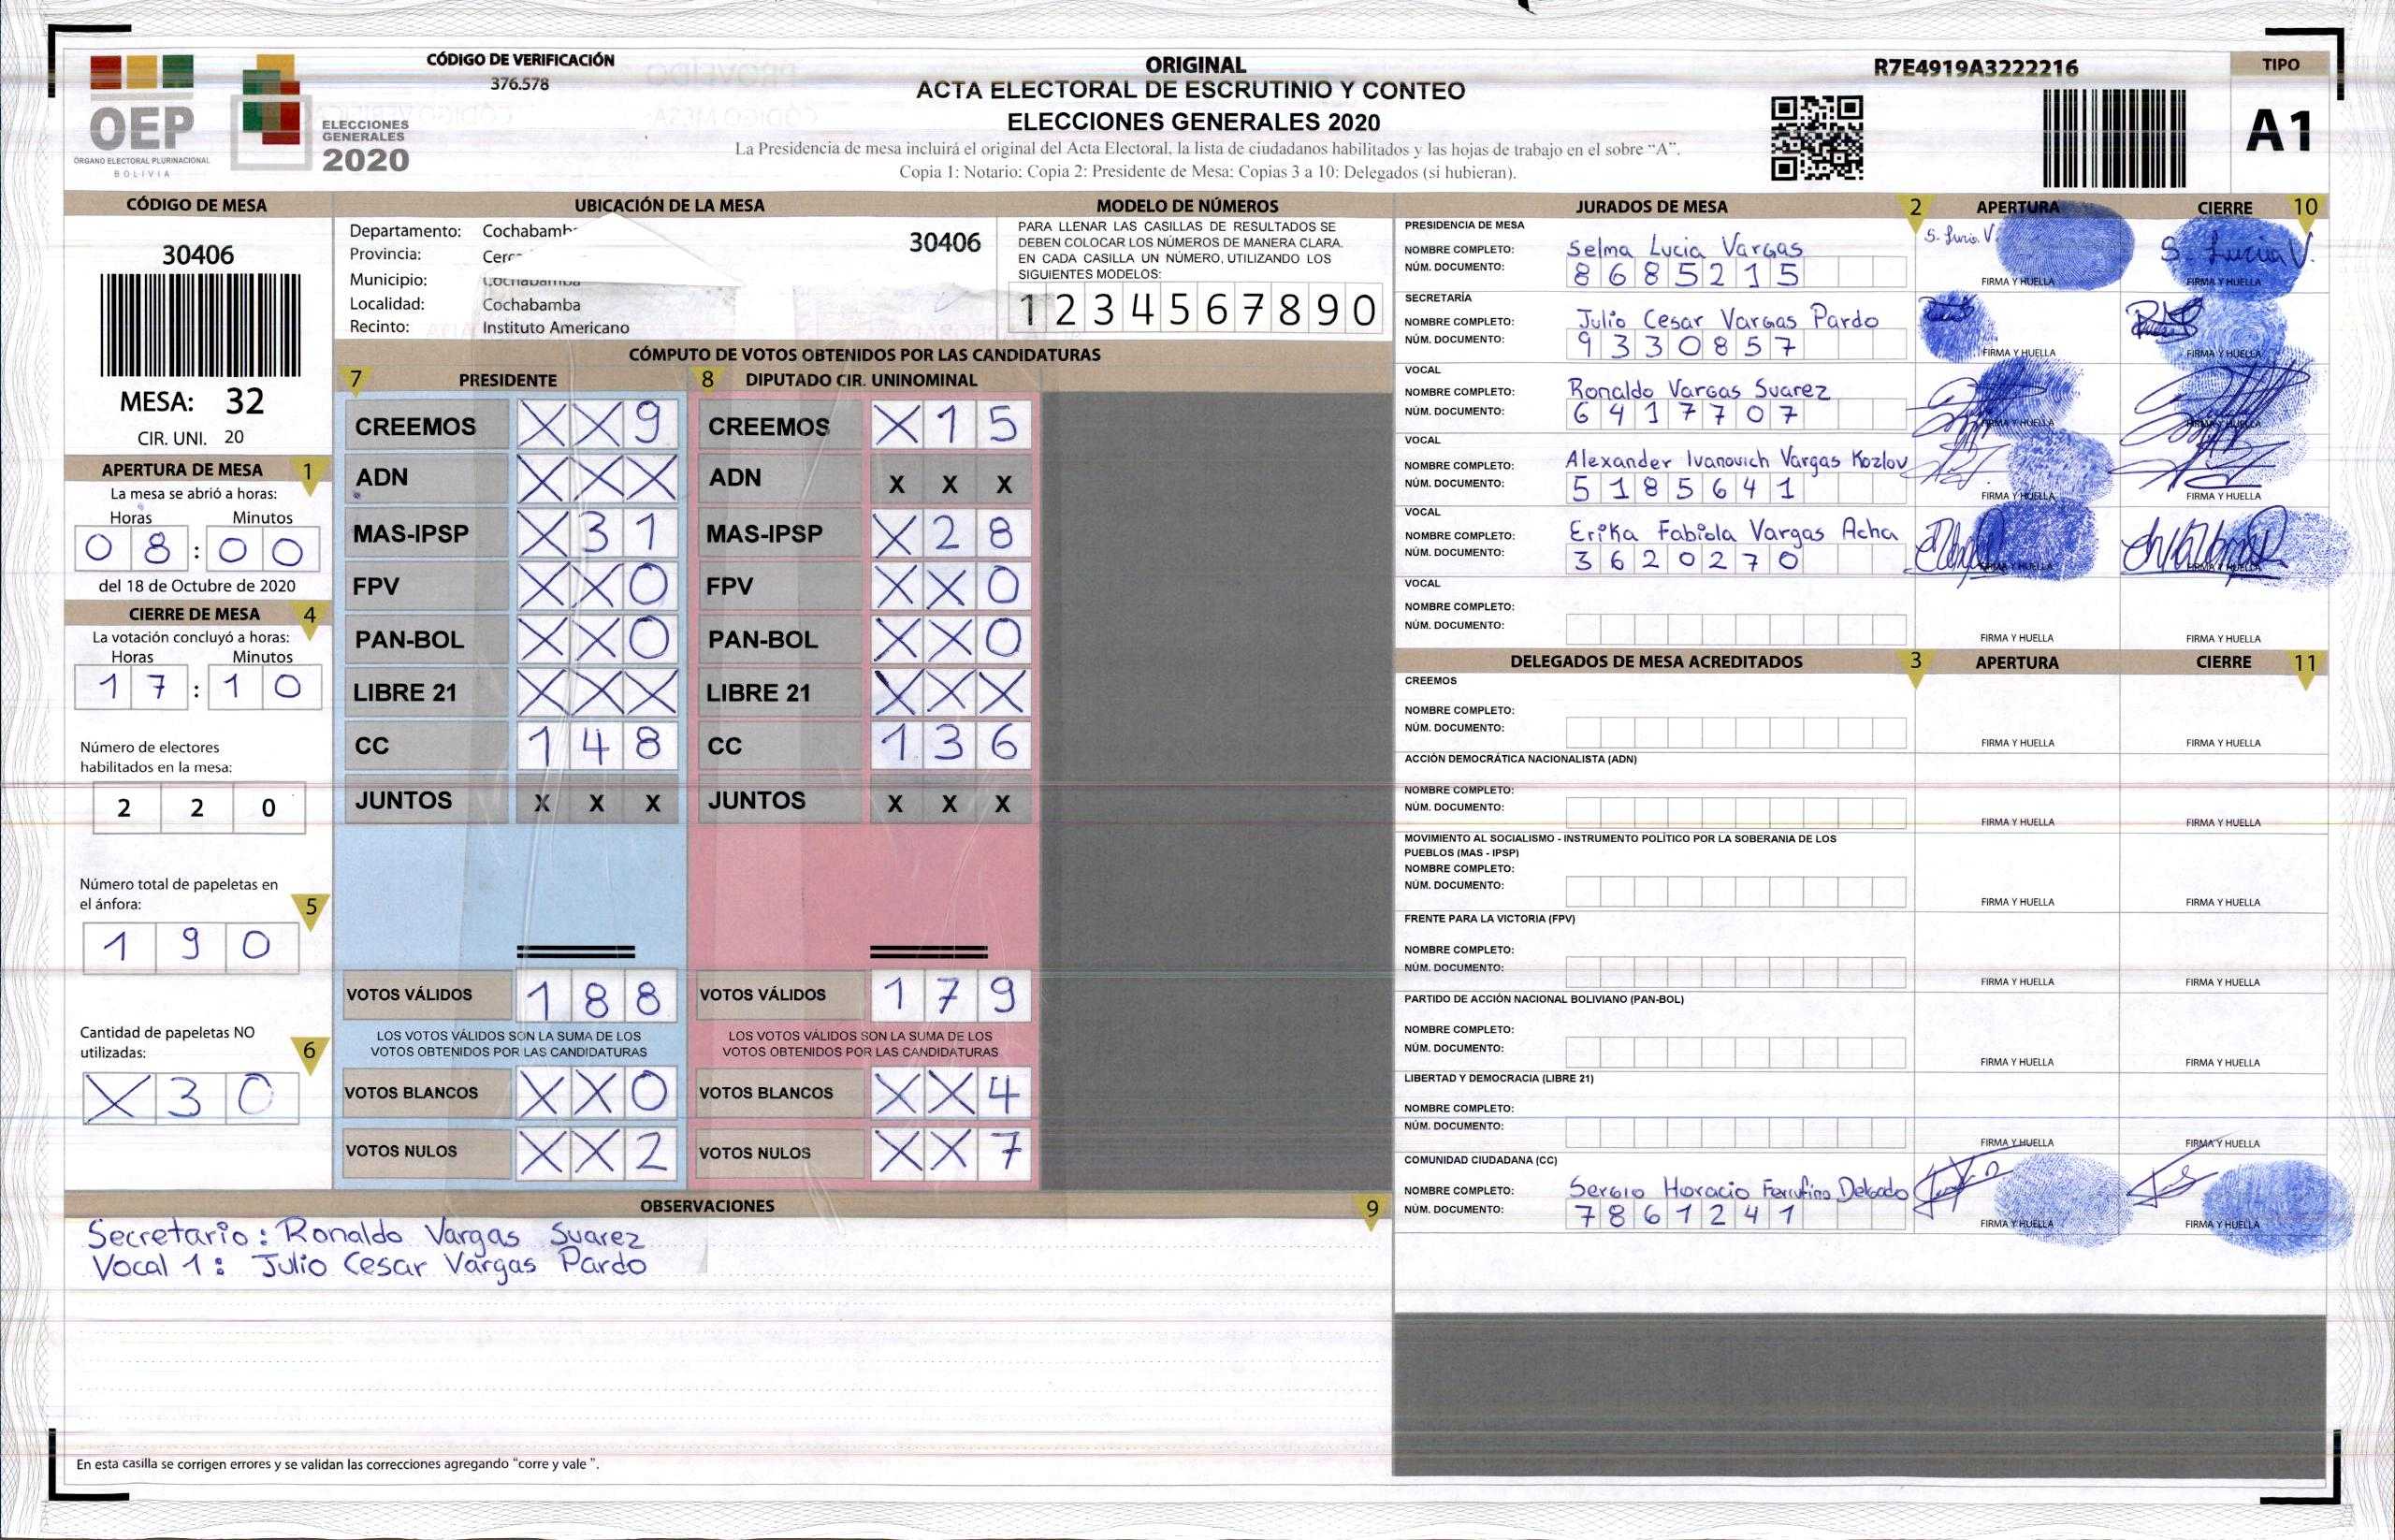 OEP
ÓRGANO ELECTORAL PLURINACIONAL
BOLIVIA
ELECCIONES
GENERALES
2020
CÓDIGO DE VERIFICACIÓN
376.578
ORIGINAL
ACTA ELECTORAL DE ESCRUTINIO Y CONTEO
ELECCIONES GENERALES 2020
La Presidencia de mesa incluirá el original del Acta Electoral, la lista de ciudadanos habilitados y las hojas de trabajo en el sobre “A”.
Copia 1: Notario: Copia 2: Presidente de Mesa: Copias 3 a 10: Delegados (si hubieran).
R7E4919A3222216
TIPO
A1
CÓDIGO DE MESA
30406
MESA: 32
CIR. UNI. 20
APERTURA DE MESA 1
La mesa se abrió a horas:
Horas Minutos
0 8 : 0 0
del 18 de Octubre de 2020
CIERRE DE MESA 4
La votación concluyó a horas:
Horas Minutos
1 7 : 1 0
Número de electores
habilitados en la mesa:
2 2 0
Número total de papeletas en
el ánfora:
5
1 9 0
Cantidad de papeletas NO
utilizadas:
6
X 3 0
UBICACIÓN DE LA MESA
Departamento: Cochabamb
Provincia: Cerc
Municipio: Cochabamba
Localidad: Cochabamba
Recinto: Instituto Americano
30406
MODELO DE NÚMEROS
PARA LLENAR LAS CASILLAS DE RESULTADOS SE
DEBEN COLOCAR LOS NÚMEROS DE MANERA CLARA.
EN CADA CASILLA UN NÚMERO, UTILIZANDO LOS
SIGUIENTES MODELOS:
1 2 3 4 5 6 7 8 9 0
CÓMPUTO DE VOTOS OBTENIDOS POR LAS CANDIDATURAS
7 PRESIDENTE
CREEMOS X X 9
ADN X X X
MAS-IPSP X 3 1
FPV X X 0
PAN-BOL X X 0
LIBRE 21 X X X
CC 1 4 8
JUNTOS X X X
VOTOS VÁLIDOS 1 8 8
LOS VOTOS VÁLIDOS SON LA SUMA DE LOS
VOTOS OBTENIDOS POR LAS CANDIDATURAS
VOTOS BLANCOS X X 0
VOTOS NULOS X X 2
8 DIPUTADO CIR. UNINOMINAL
CREEMOS X 1 5
ADN X X X
MAS-IPSP X 2 8
FPV X X 0
PAN-BOL X X 0
LIBRE 21 X X X
CC 1 3 6
JUNTOS X X X
VOTOS VÁLIDOS 1 7 9
LOS VOTOS VÁLIDOS SON LA SUMA DE LOS
VOTOS OBTENIDOS POR LAS CANDIDATURAS
VOTOS BLANCOS X X 4
VOTOS NULOS X X 7
OBSERVACIONES 9
Secretario : Ronaldo Vargas Suarez
Vocal 1 : Julio Cesar Vargas Pardo
En esta casilla se corrigen errores y se validan las correcciones agregando “corre y vale ”.
JURADOS DE MESA 2 APERTURA CIERRE 10
PRESIDENCIA DE MESA
NOMBRE COMPLETO: Selma Lucia Vargas S. Lucia V. S. Lucia V.
NÚM. DOCUMENTO: 8 6 8 5 2 1 5
FIRMA Y HUELLA FIRMA Y HUELLA
SECRETARÍA
NOMBRE COMPLETO: Julio Cesar Vargas Pardo
NÚM. DOCUMENTO: 9 3 3 0 8 5 7
FIRMA Y HUELLA FIRMA Y HUELLA
VOCAL
NOMBRE COMPLETO: Ronaldo Vargas Suarez
NÚM. DOCUMENTO: 6 4 1 7 7 0 7
FIRMA Y HUELLA FIRMA Y HUELLA
VOCAL
NOMBRE COMPLETO: Alexander Ivanovich Vargas Kozlov
NÚM. DOCUMENTO: 5 1 8 5 6 4 1
FIRMA Y HUELLA FIRMA Y HUELLA
VOCAL
NOMBRE COMPLETO: Erika Fabiola Vargas Acha
NÚM. DOCUMENTO: 3 6 2 0 2 7 0
FIRMA Y HUELLA FIRMA Y HUELLA
VOCAL
NOMBRE COMPLETO:
NÚM. DOCUMENTO:
FIRMA Y HUELLA FIRMA Y HUELLA
DELEGADOS DE MESA ACREDITADOS 3 APERTURA CIERRE 11
CREEMOS
NOMBRE COMPLETO:
NÚM. DOCUMENTO:
FIRMA Y HUELLA FIRMA Y HUELLA
ACCIÓN DEMOCRÁTICA NACIONALISTA (ADN)
NOMBRE COMPLETO:
NÚM. DOCUMENTO:
FIRMA Y HUELLA FIRMA Y HUELLA
MOVIMIENTO AL SOCIALISMO - INSTRUMENTO POLÍTICO POR LA SOBERANIA DE LOS
PUEBLOS (MAS - IPSP)
NOMBRE COMPLETO:
NÚM. DOCUMENTO:
FIRMA Y HUELLA FIRMA Y HUELLA
FRENTE PARA LA VICTORIA (FPV)
NOMBRE COMPLETO:
NÚM. DOCUMENTO:
FIRMA Y HUELLA FIRMA Y HUELLA
PARTIDO DE ACCIÓN NACIONAL BOLIVIANO (PAN-BOL)
NOMBRE COMPLETO:
NÚM. DOCUMENTO:
FIRMA Y HUELLA FIRMA Y HUELLA
LIBERTAD Y DEMOCRACIA (LIBRE 21)
NOMBRE COMPLETO:
NÚM. DOCUMENTO:
FIRMA Y HUELLA FIRMA Y HUELLA
COMUNIDAD CIUDADANA (CC)
NOMBRE COMPLETO: Sergio Horacio Ferrufino Delgado
NÚM. DOCUMENTO: 7 8 6 1 2 4 1
FIRMA Y HUELLA FIRMA Y HUELLA